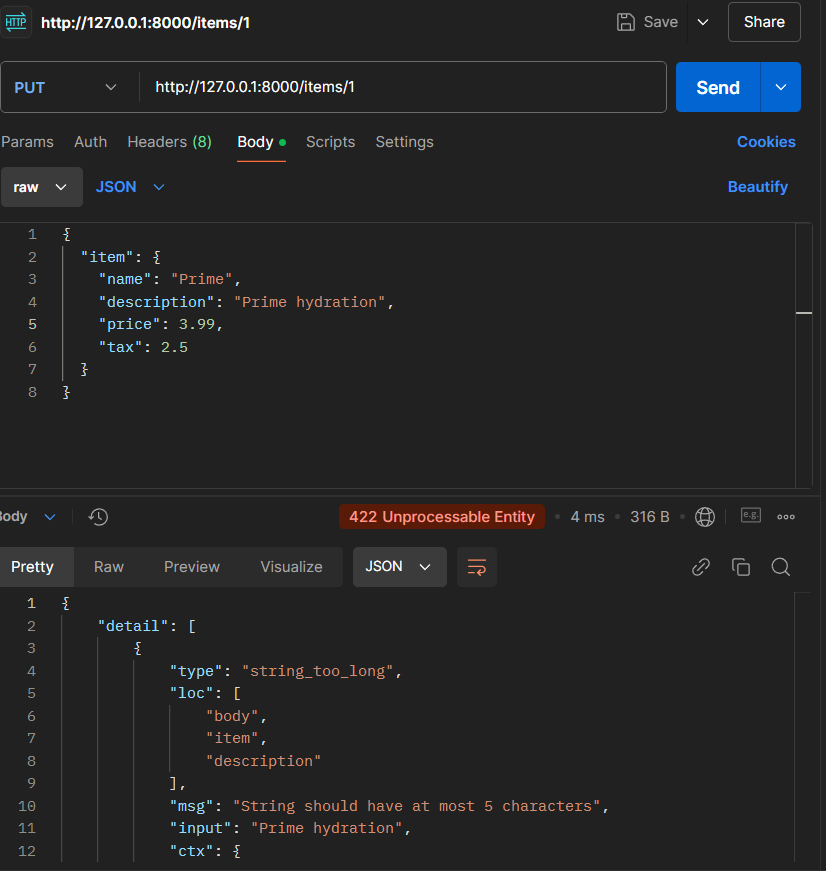 HTTP http://127.0.0.1:8000/items/1 Save Share
PUT http://127.0.0.1:8000/items/1 Send
Params Auth Headers (8) Body Scripts Settings Cookies
raw JSON Beautify
1 {
2 "item": {
3 "name": "Prime",
4 "description": "Prime hydration",
5 "price": 3.99,
6 "tax": 2.5
7 }
8 }
Body 422 Unprocessable Entity • 4 ms • 316 B • e.g.
Pretty Raw Preview Visualize JSON
1 {
2 "detail": [
3 {
4 "type": "string_too_long",
5 "loc": [
6 "body",
7 "item",
8 "description"
9 ],
10 "msg": "String should have at most 5 characters",
11 "input": "Prime hydration",
12 "ctx": {